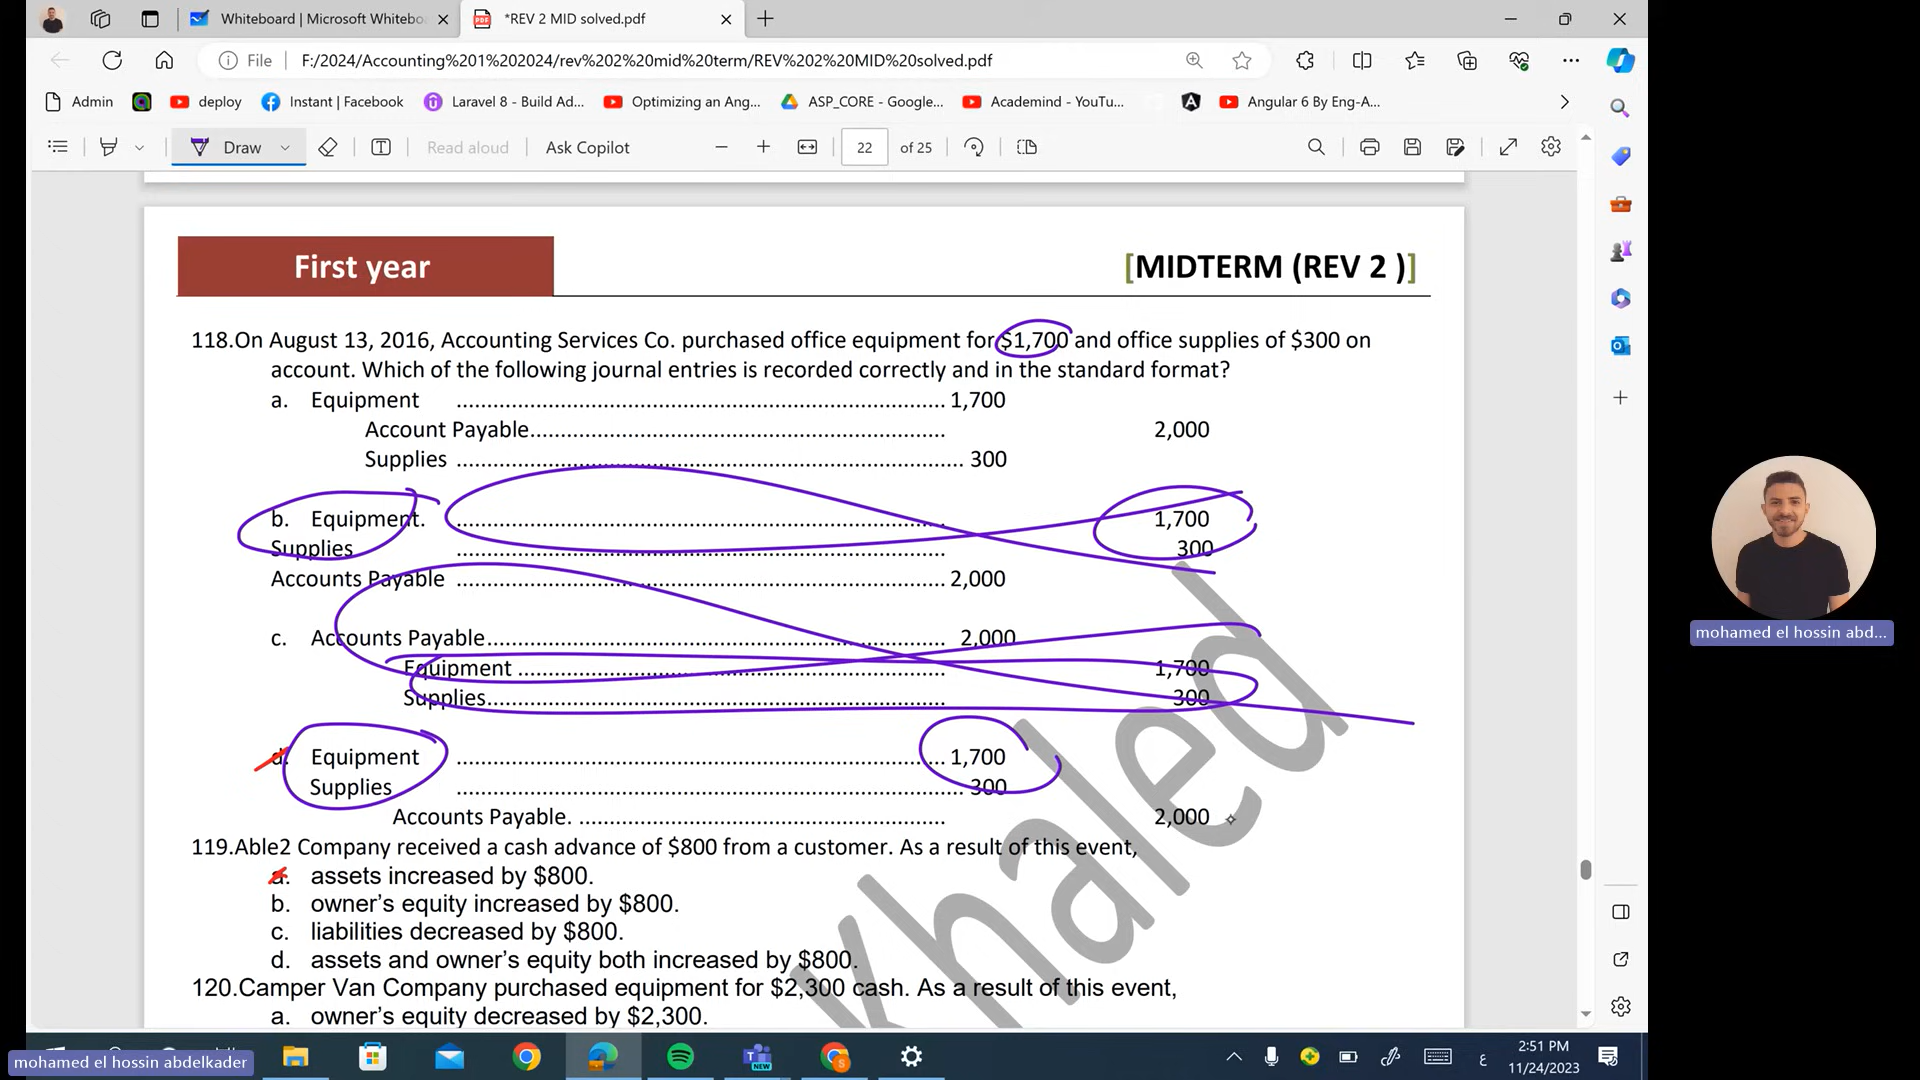 Whiteboard | Microsoft Whitebo
*REV 2 MID solved.pdf
File
F:/2024/Accounting%201%202024/rev%202%20mid%20term/REV%202%20MID%20solved.pdf
Admin
deploy
Instant | Facebook
Laravel 8 - Build Ad...
Optimizing an Ang...
ASP_CORE - Google...
Academind - YouTu...
Angular 6 By Eng-A...
Draw
Read aloud
Ask Copilot
22
of 25
First year
[MIDTERM (REV 2 )]
118.On August 13, 2016, Accounting Services Co. purchased office equipment for $1,700 and office supplies of $300 on
account. Which of the following journal entries is recorded correctly and in the standard format?
a. Equipment ........ 1,700
Account Payable........ 2,000
Supplies ........ 300
b. Equipment. ........ 1,700
Supplies ........ 300
Accounts Payable ........ 2,000
c. Accounts Payable........ 2,000
Equipment ........ 1,700
Supplies........ 300
d. Equipment ........ 1,700
Supplies ........ 300
Accounts Payable. ........ 2,000
119.Able2 Company received a cash advance of $800 from a customer. As a result of this event,
a. assets increased by $800.
b. owner's equity increased by $800.
c. liabilities decreased by $800.
d. assets and owner's equity both increased by $800.
120.Camper Van Company purchased equipment for $2,300 cash. As a result of this event,
a. owner's equity decreased by $2,300.
khaled
mohamed el hossin abd...
mohamed el hossin abdelkader
NEW
ع
2:51 PM
11/24/2023